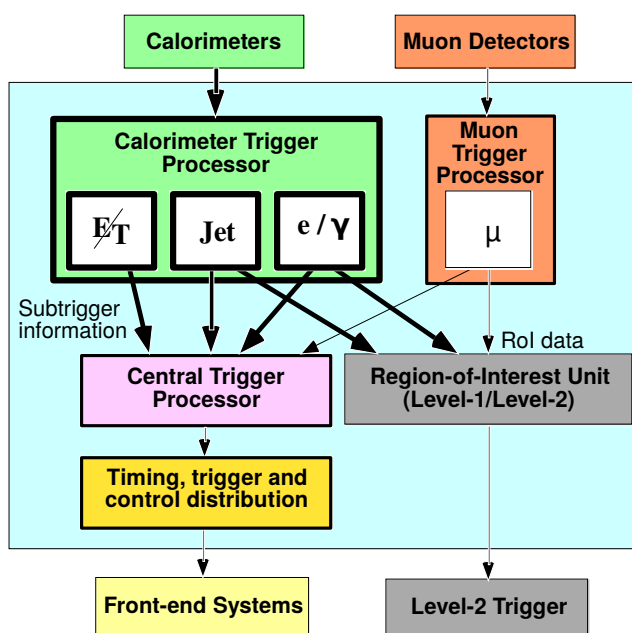 Calorimeters
Muon Detectors
Calorimeter Trigger
Processor
Muon
Trigger
Processor
E̸T
Jet
e / γ
μ
Subtrigger
information
RoI data
Central Trigger
Processor
Region-of-Interest Unit
(Level-1/Level-2)
Timing, trigger and
control distribution
Front-end Systems
Level-2 Trigger